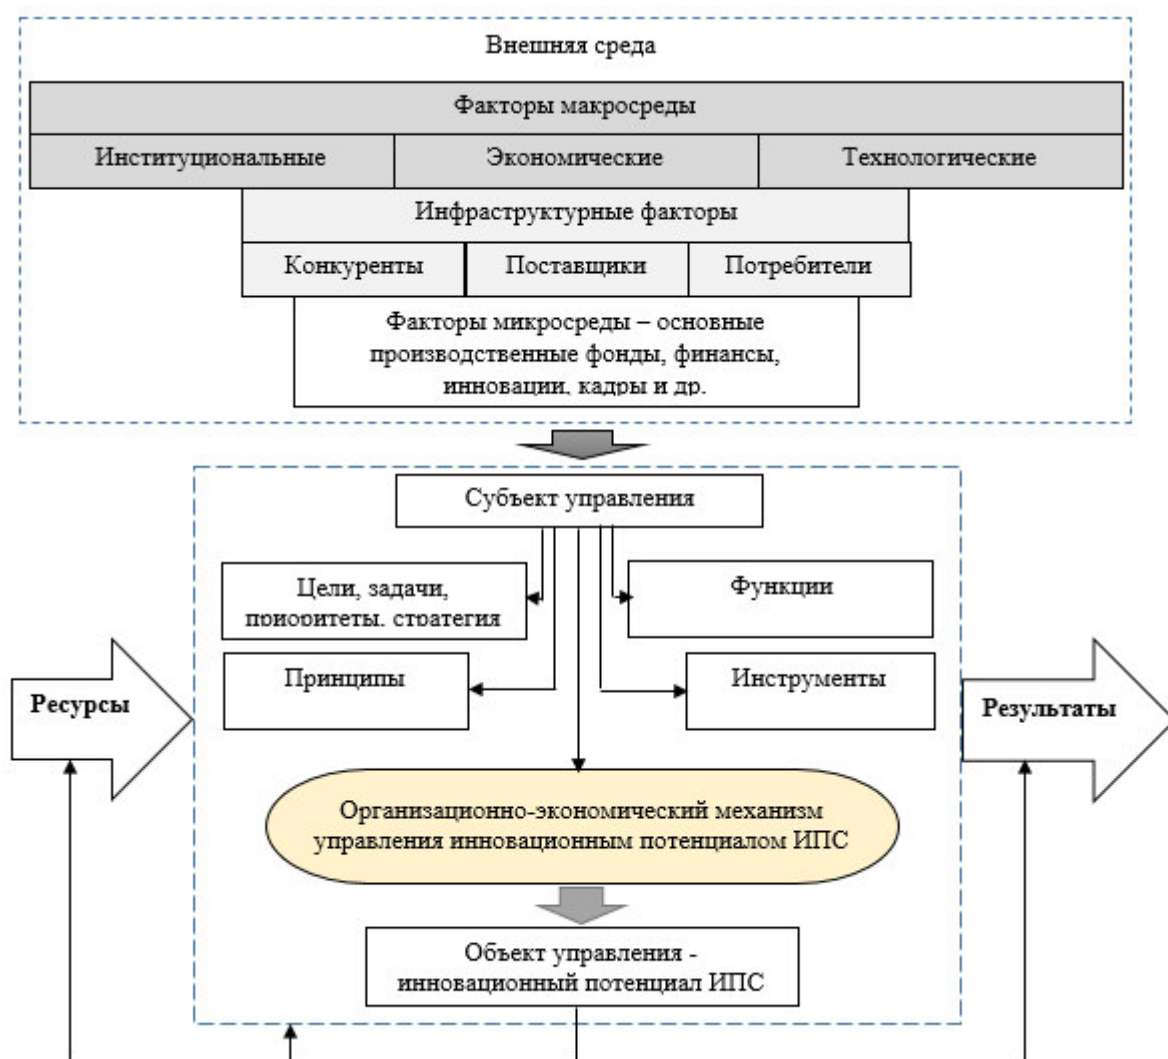 Внешняя среда
Факторы макросреды
Институциональные
Экономические
Технологические
Инфраструктурные факторы
Конкуренты
Поставщики
Потребители
Факторы микросреды – основные
производственные фонды, финансы,
инновации, кадры и др.
Субъект управления
Цели, задачи,
приоритеты, стратегия
Функции
Принципы
Инструменты
Ресурсы
Результаты
Организационно-экономический механизм
управления инновационным потенциалом ИПС
Объект управления -
инновационный потенциал ИПС